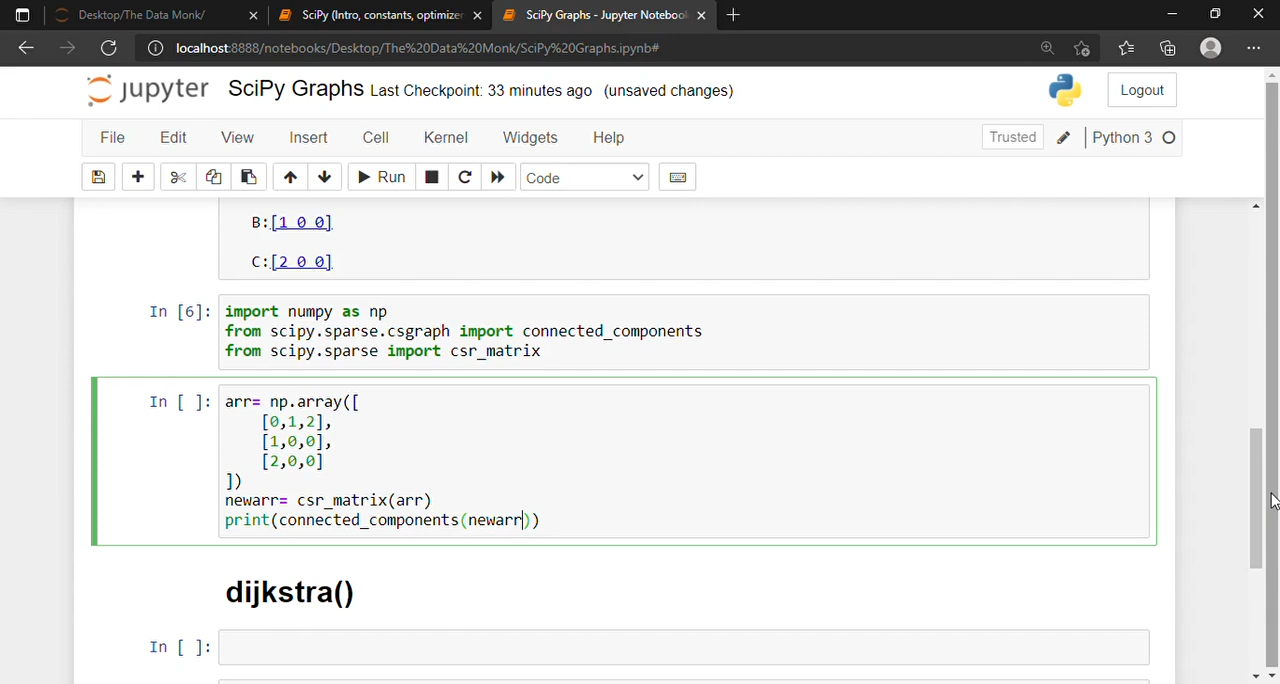 Desktop/The Data Monk/
SciPy (Intro, constants, optimizer
SciPy Graphs - Jupyter Notebook
localhost:8888/notebooks/Desktop/The%20Data%20Monk/SciPy%20Graphs.ipynb#
jupyter SciPy Graphs Last Checkpoint: 33 minutes ago (unsaved changes)
Logout
File Edit View Insert Cell Kernel Widgets Help
Trusted Python 3
Run Code
B:[1 0 0]
C:[2 0 0]
In [6]: import numpy as np
from scipy.sparse.csgraph import connected_components
from scipy.sparse import csr_matrix
In [ ]: arr= np.array([
[0,1,2],
[1,0,0],
[2,0,0]
])
newarr= csr_matrix(arr)
print(connected_components(newarr))
dijkstra()
In [ ]: